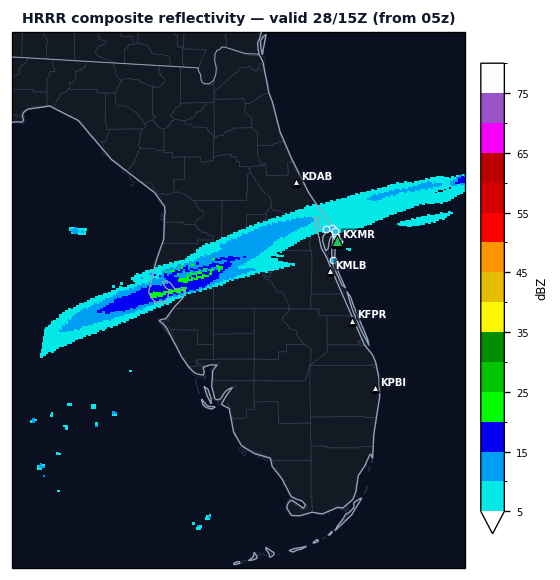 HRRR composite reflectivity — valid 28/15Z (from 05z)
KDAB
KXMR
KMLB
KFPR
KPBI
75
65
55
45
35
25
15
5
dBZ